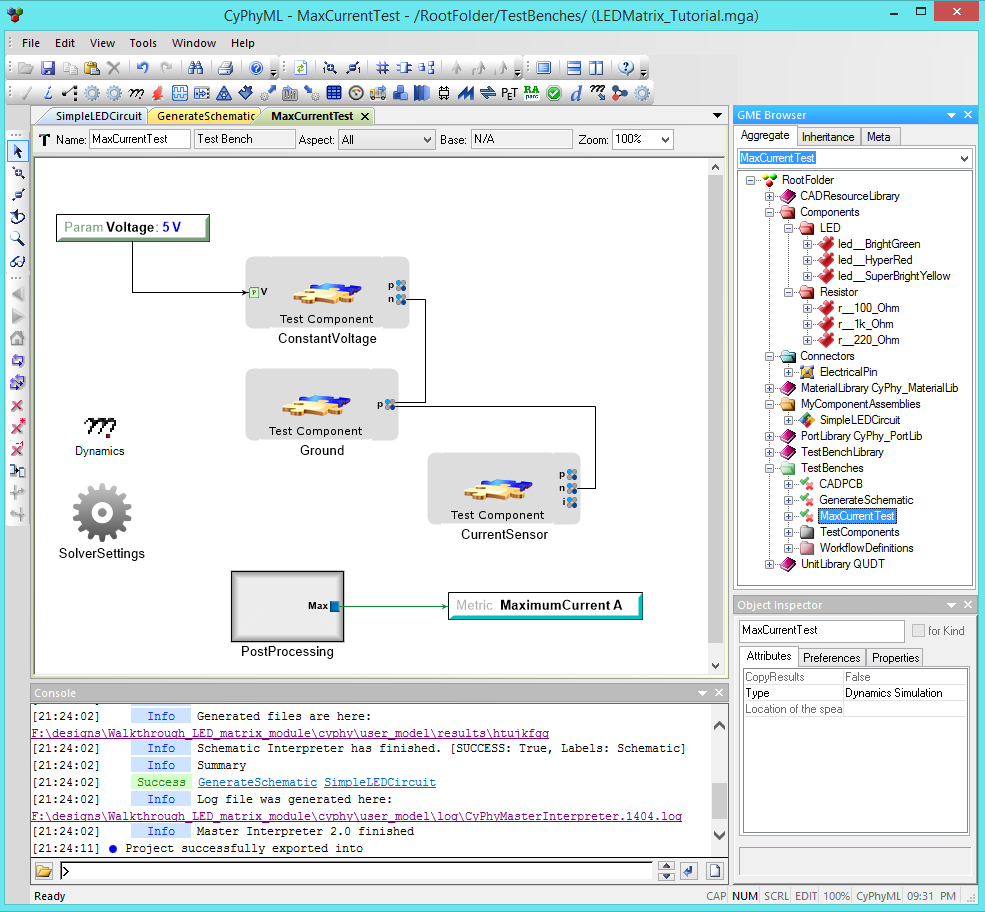 CyPhyML - MaxCurrentTest - /RootFolder/TestBenches/ (LEDMatrix_Tutorial.mga)
File Edit View Tools Window Help
PET RA parc
SimpleLEDCircuit GenerateSchematic MaxCurrentTest
Name: MaxCurrentTest Test Bench Aspect: All Base: N/A Zoom: 100%
Param Voltage: 5 V
P V
p
n
Test Component
ConstantVoltage
p
Test Component
Ground
Dynamics
p
n
i
Test Component
CurrentSensor
SolverSettings
Max
PostProcessing
Metric MaximumCurrent A
GME Browser
Aggregate Inheritance Meta
MaxCurrentTest
RootFolder
CADResourceLibrary
Components
LED
led__BrightGreen
led__HyperRed
led__SuperBrightYellow
Resistor
r__100_Ohm
r__1k_Ohm
r__220_Ohm
Connectors
ElectricalPin
MaterialLibrary CyPhy_MaterialLib
MyComponentAssemblies
SimpleLEDCircuit
PortLibrary CyPhy_PortLib
TestBenchLibrary
TestBenches
CADPCB
GenerateSchematic
MaxCurrentTest
TestComponents
WorkflowDefinitions
UnitLibrary QUDT
Object Inspector
MaxCurrentTest for Kind
Attributes Preferences Properties
CopyResults False
Type Dynamics Simulation
Location of the spea
Console
[21:24:02] Info Generated files are here:
F:\designs\Walkthrough_LED_matrix_module\cyphy\user_model\results\htujkfgq
[21:24:02] Info Schematic Interpreter has finished. [SUCCESS: True, Labels: Schematic]
[21:24:02] Info Summary
[21:24:02] Success GenerateSchematic SimpleLEDCircuit
[21:24:02] Info Log file was generated here:
F:\designs\Walkthrough_LED_matrix_module\cyphy\user_model\log\CyPhyMasterInterpreter.1404.log
[21:24:02] Info Master Interpreter 2.0 finished
[21:24:11] Project successfully exported into
>
Ready CAP NUM SCRL EDIT 100% CyPhyML 09:31 PM